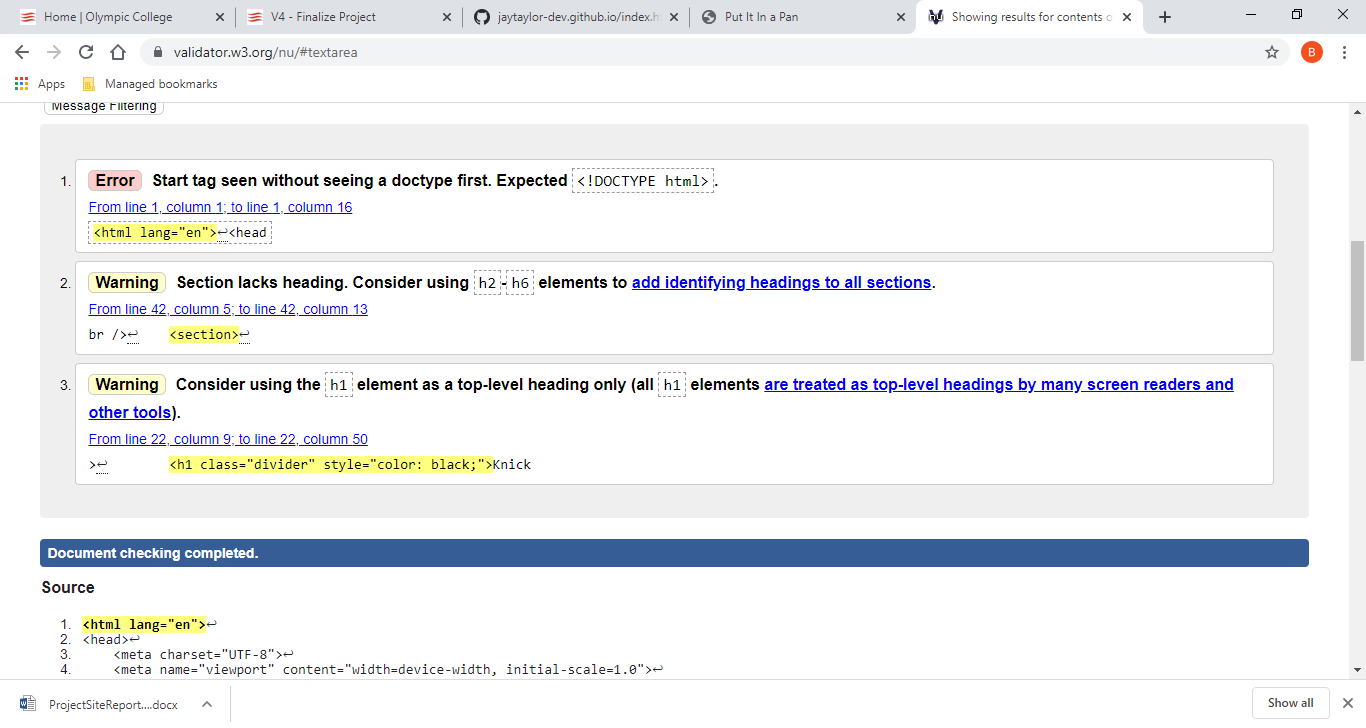 Home | Olympic College
V4 - Finalize Project
jaytaylor-dev.github.io/index.h
Put It In a Pan
Showing results for contents o
validator.w3.org/nu/#textarea
B
Apps
Managed bookmarks
Message Filtering
1. Error Start tag seen without seeing a doctype first. Expected <!DOCTYPE html>.
From line 1, column 1; to line 1, column 16
<html lang="en">↩<head
2. Warning Section lacks heading. Consider using h2-h6 elements to add identifying headings to all sections.
From line 42, column 5; to line 42, column 13
br />↩ <section>↩
3. Warning Consider using the h1 element as a top-level heading only (all h1 elements are treated as top-level headings by many screen readers and
other tools).
From line 22, column 9; to line 22, column 50
>↩ <h1 class="divider" style="color: black;">Knick
Document checking completed.
Source
1. <html lang="en">↩
2. <head>↩
3. <meta charset="UTF-8">↩
4. <meta name="viewport" content="width=device-width, initial-scale=1.0">↩
ProjectSiteReport....docx
Show all